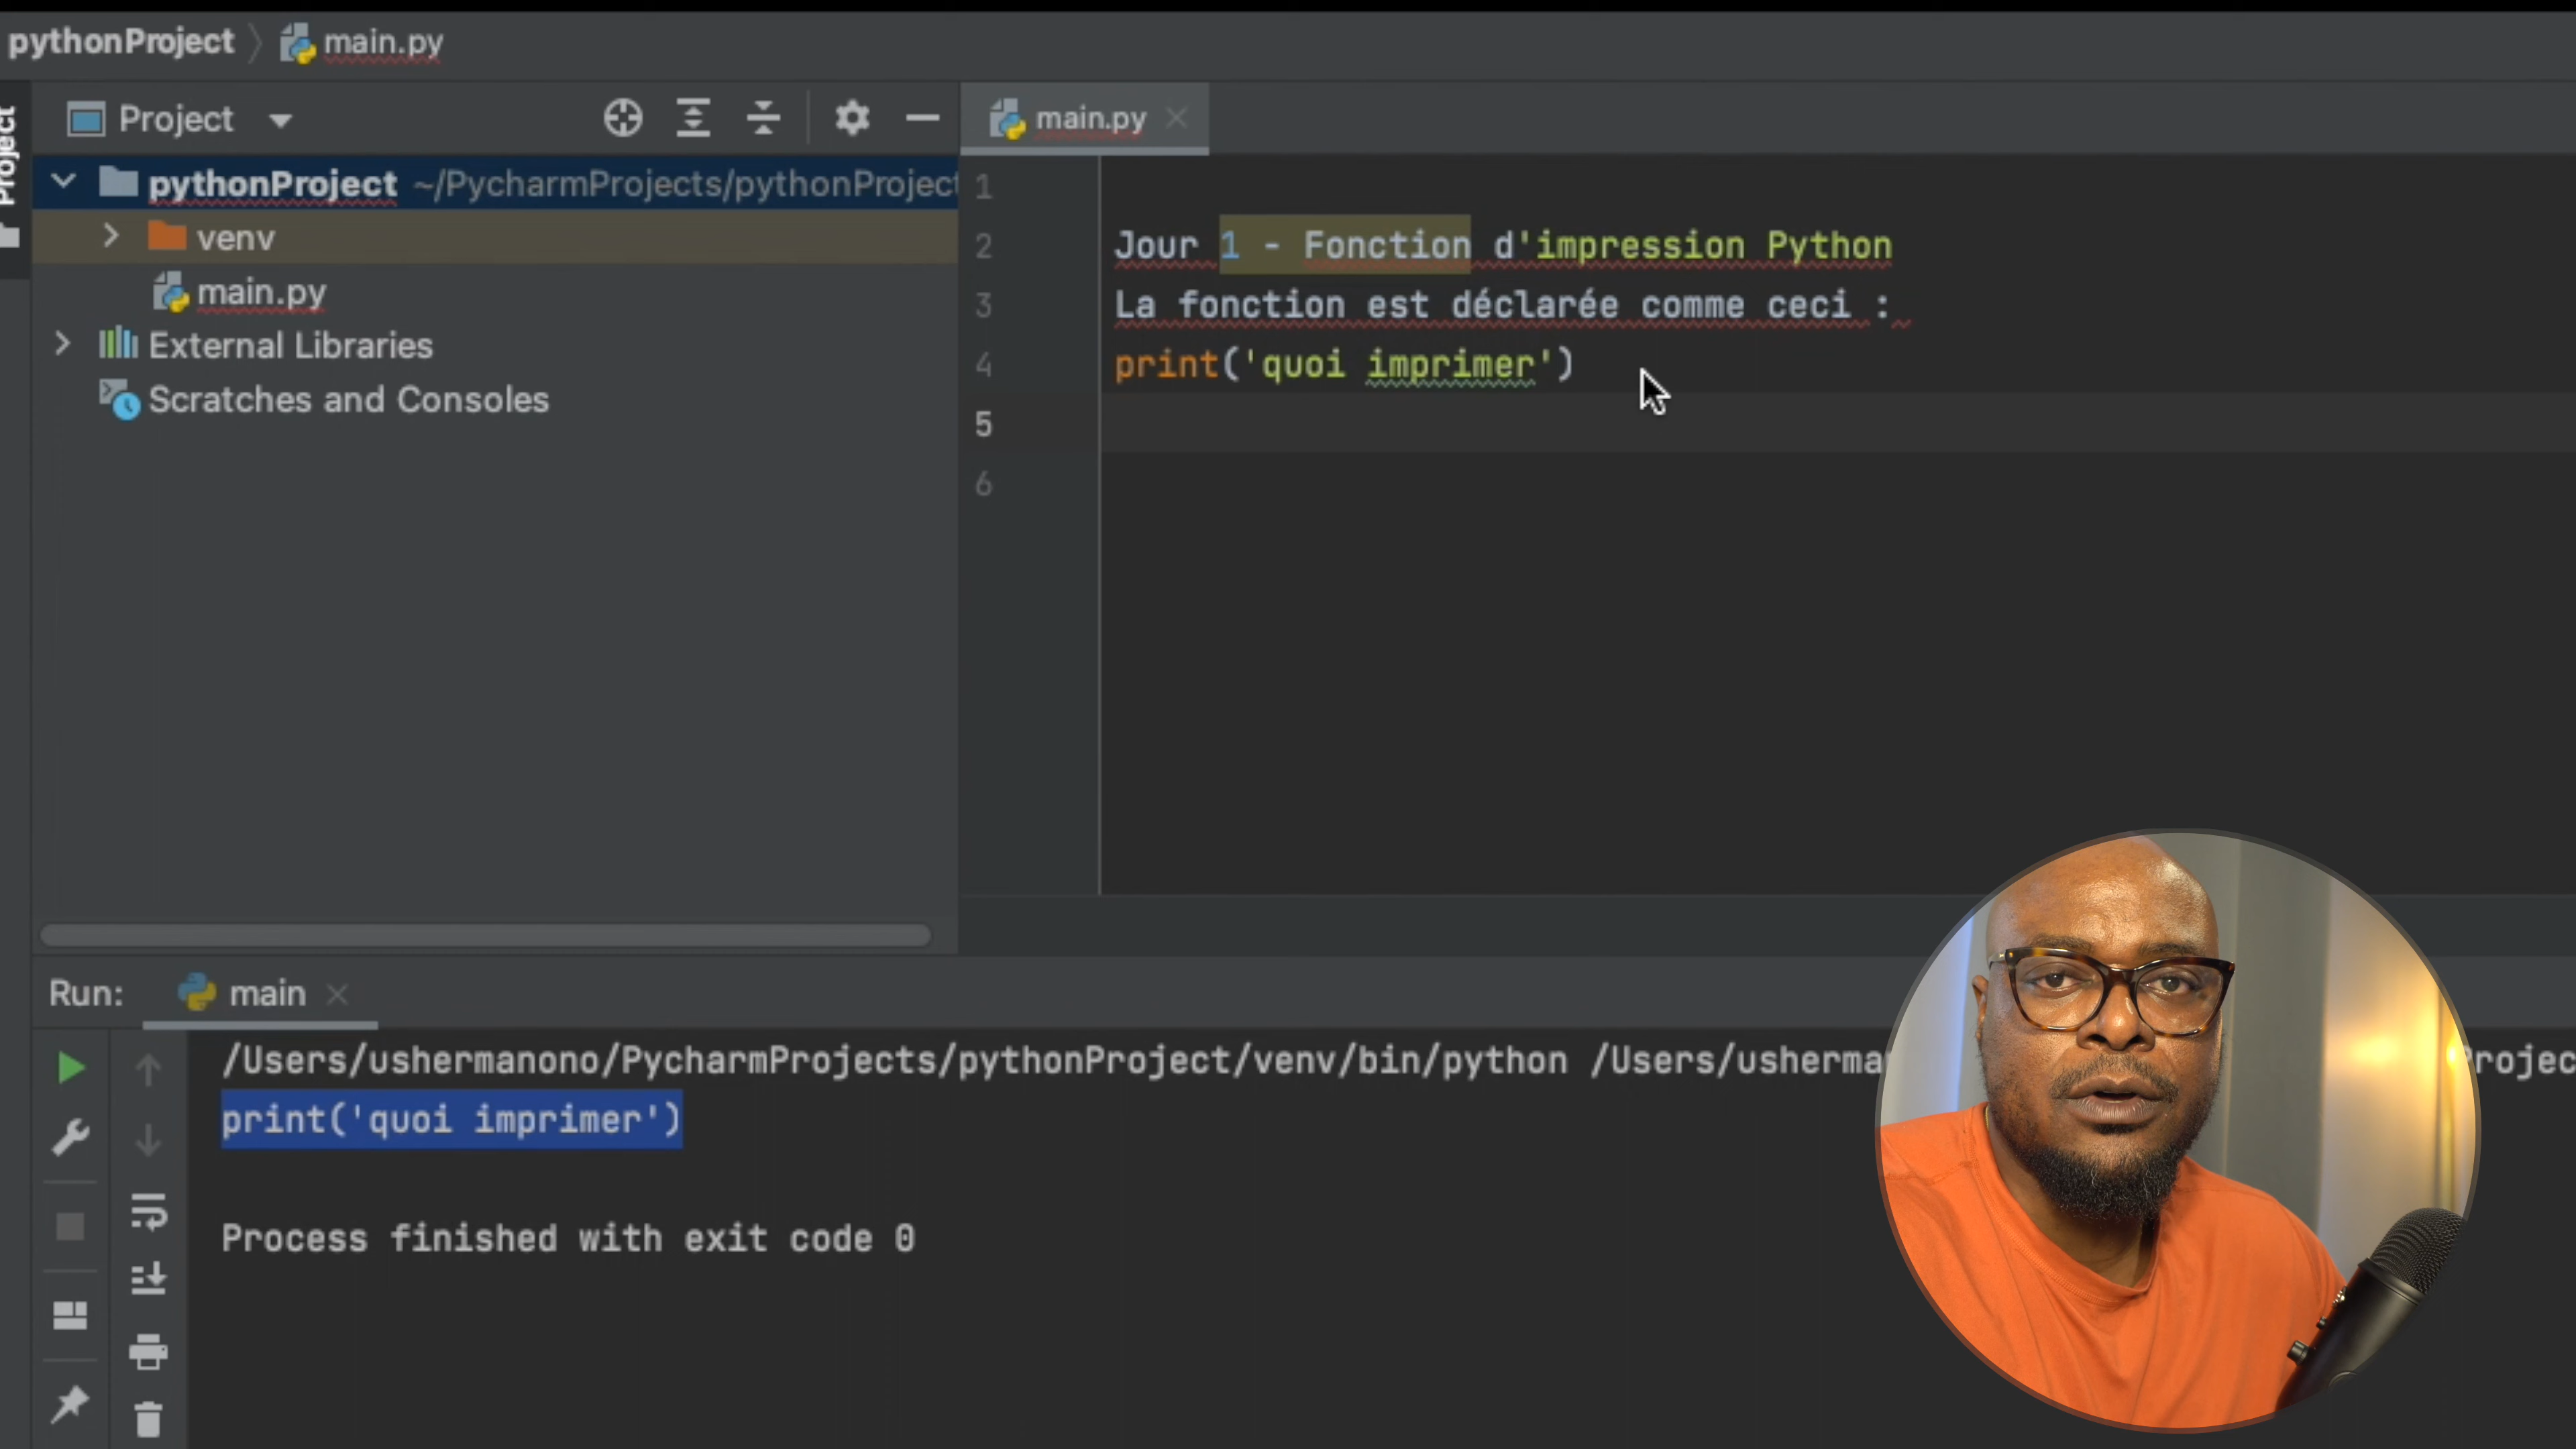 pythonProject main.py
Project
Project
main.py
pythonProject ~/PycharmProjects/pythonProject
venv
main.py
External Libraries
Scratches and Consoles
1
2 Jour 1 - Fonction d'impression Python
3 La fonction est déclarée comme ceci :
4 print('quoi imprimer')
5
6
Run: main
/Users/ushermanono/PycharmProjects/pythonProject/venv/bin/python /Users/usherma
print('quoi imprimer')
Process finished with exit code 0